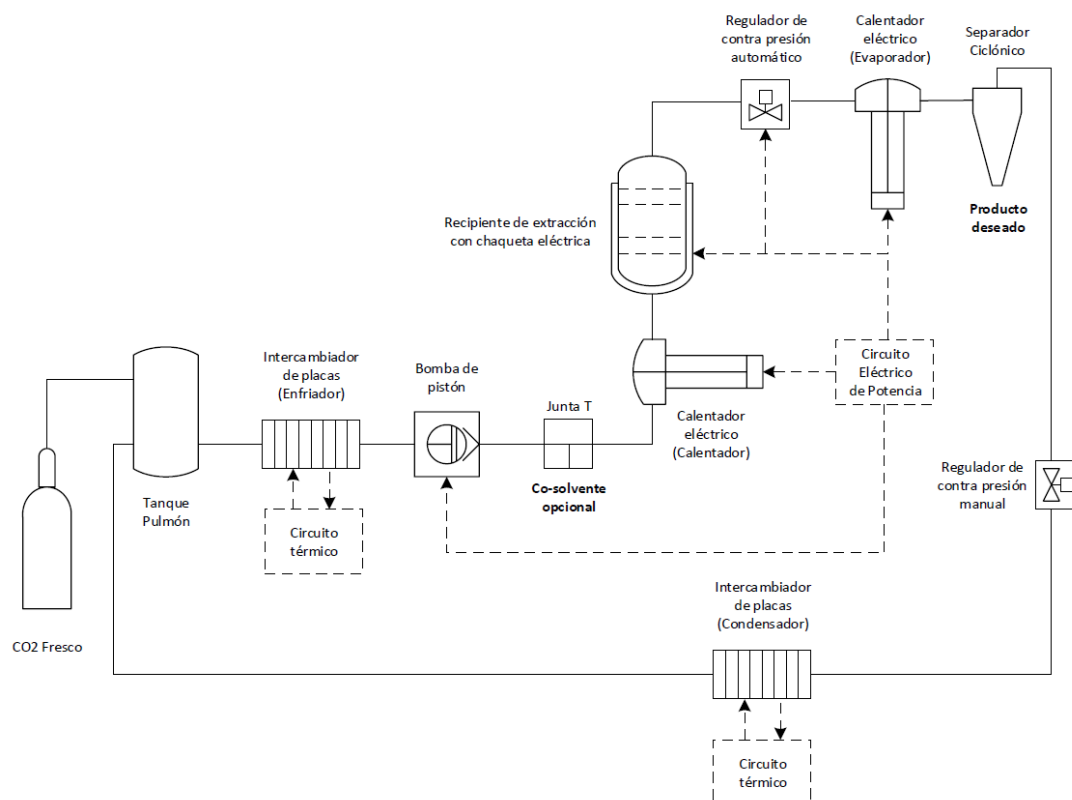 Regulador de
contra presión
automático
Calentador
eléctrico
(Evaporador)
Separador
Ciclónico
Recipiente de extracción
con chaqueta eléctrica
Producto
deseado
Intercambiador
de placas
(Enfriador)
Bomba de
pistón
Junta T
Circuito
Eléctrico
de Potencia
Calentador
eléctrico
(Calentador)
Regulador de
contra presión
manual
Tanque
Pulmón
Co-solvente
opcional
Circuito
térmico
Intercambiador
de placas
(Condensador)
CO2 Fresco
Circuito
térmico